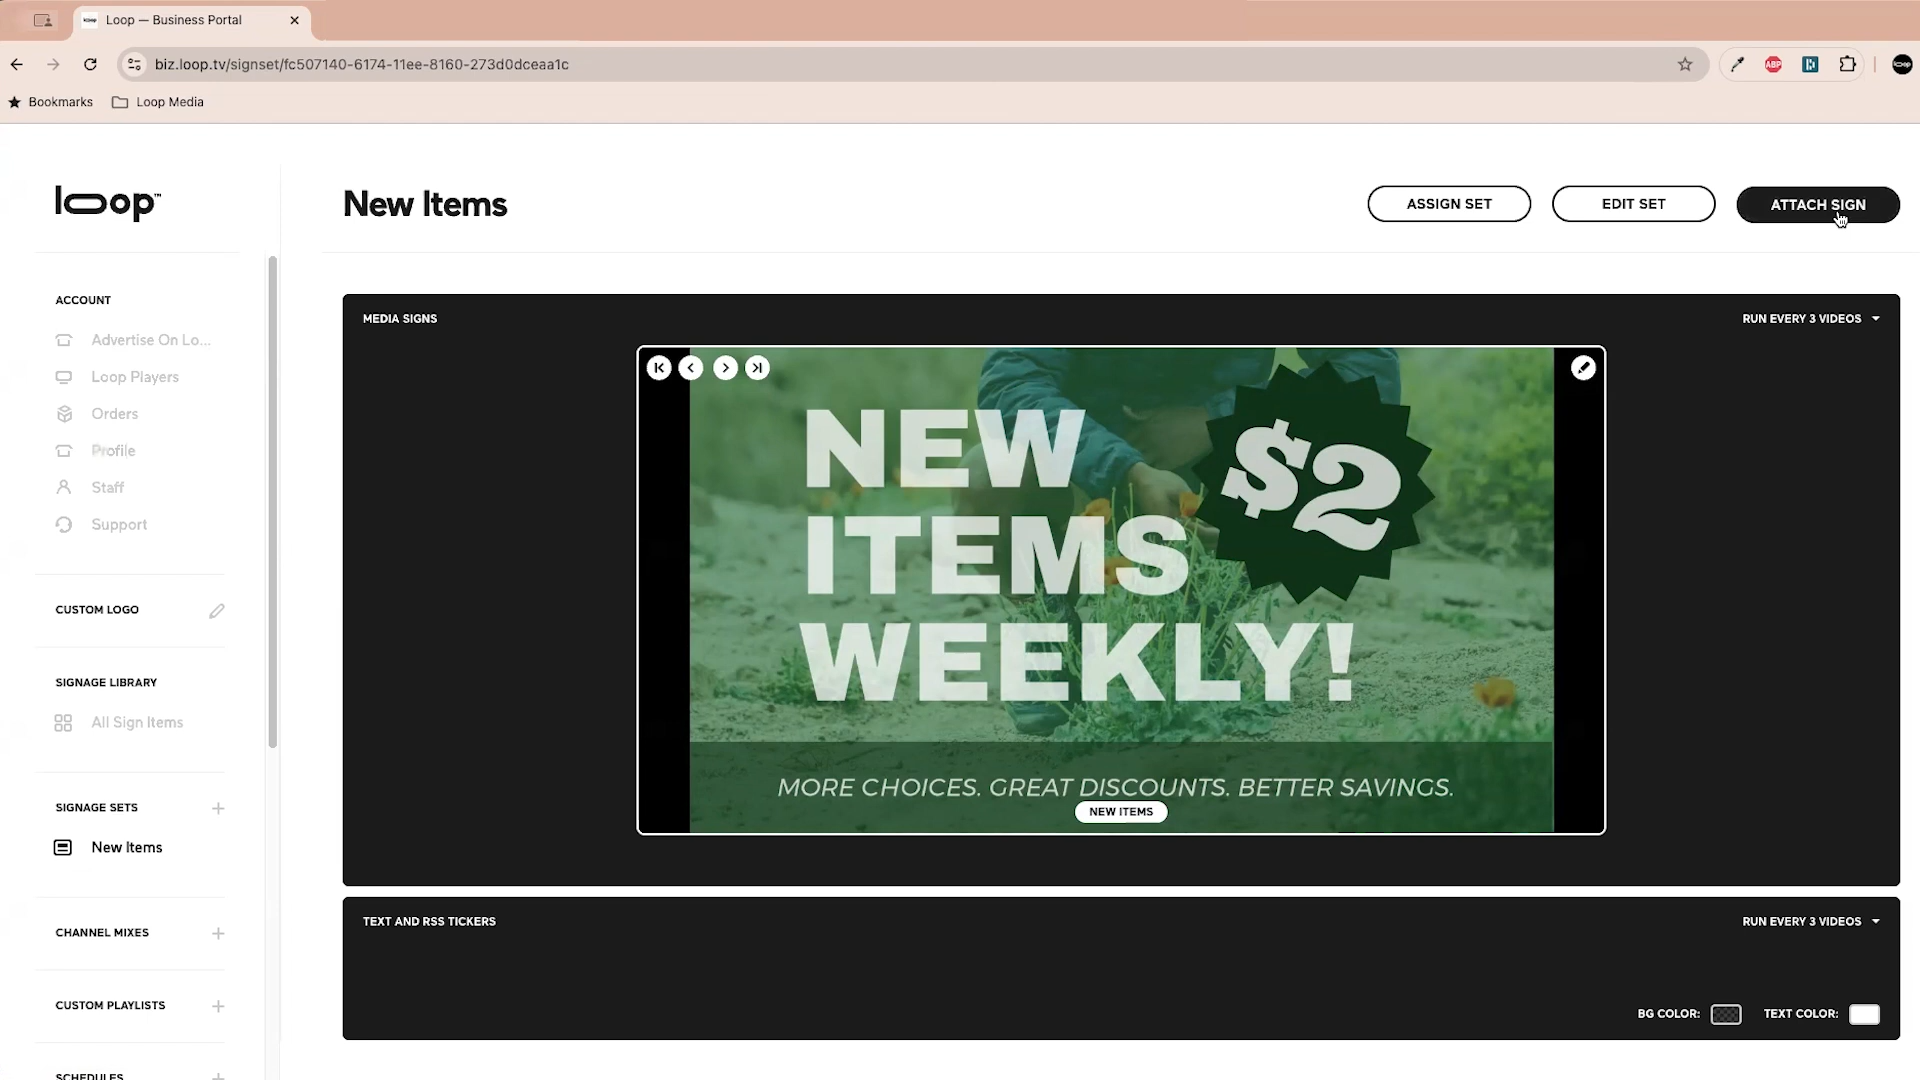 Loop — Business Portal
biz.loop.tv/signset/fc507140-6174-11ee-8160-273d0dceaa1c
ABP
Bookmarks
Loop Media
loop™
New Items
ASSIGN SET
EDIT SET
ATTACH SIGN
ACCOUNT
Advertise On Lo...
Loop Players
Orders
Profile
Staff
Support
CUSTOM LOGO
SIGNAGE LIBRARY
All Sign Items
SIGNAGE SETS
New Items
CHANNEL MIXES
CUSTOM PLAYLISTS
SCHEDULES
MEDIA SIGNS
RUN EVERY 3 VIDEOS
NEW
ITEMS
WEEKLY!
$2
MORE CHOICES. GREAT DISCOUNTS. BETTER SAVINGS.
NEW ITEMS
TEXT AND RSS TICKERS
RUN EVERY 3 VIDEOS
BG COLOR:
TEXT COLOR: